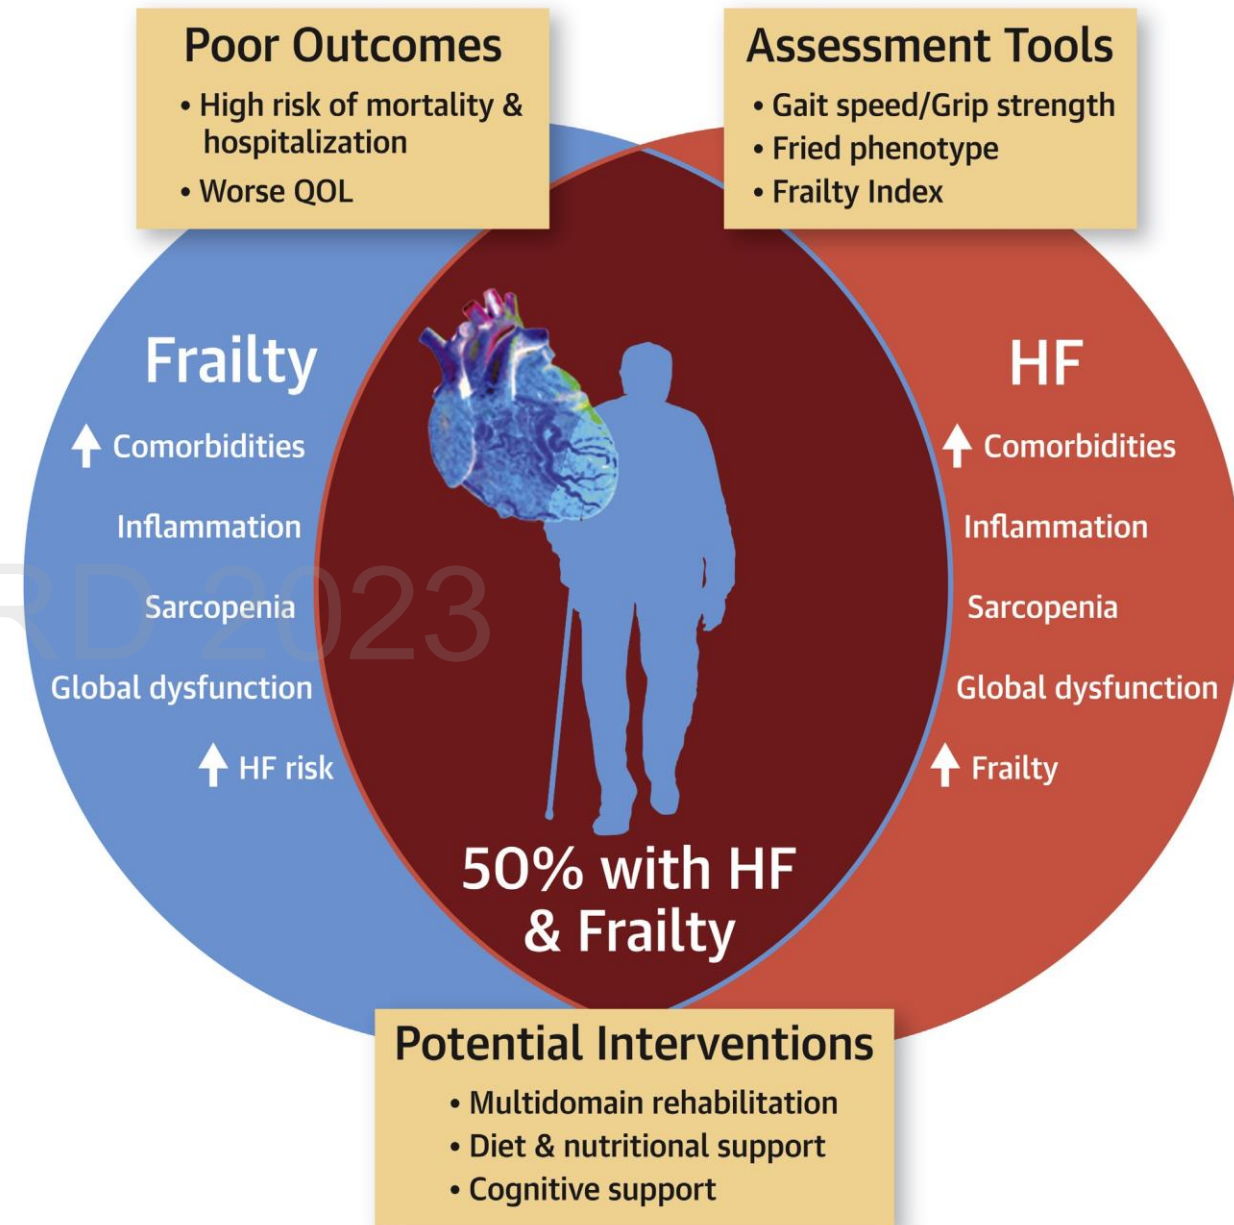 Poor Outcomes
• High risk of mortality &
hospitalization
• Worse QOL
Assessment Tools
• Gait speed/Grip strength
• Fried phenotype
• Frailty Index
Frailty
↑ Comorbidities
Inflammation
Sarcopenia
Global dysfunction
↑ HF risk
HF
↑ Comorbidities
Inflammation
Sarcopenia
Global dysfunction
↑ Frailty
RD 2023
50% with HF
& Frailty
Potential Interventions
• Multidomain rehabilitation
• Diet & nutritional support
• Cognitive support